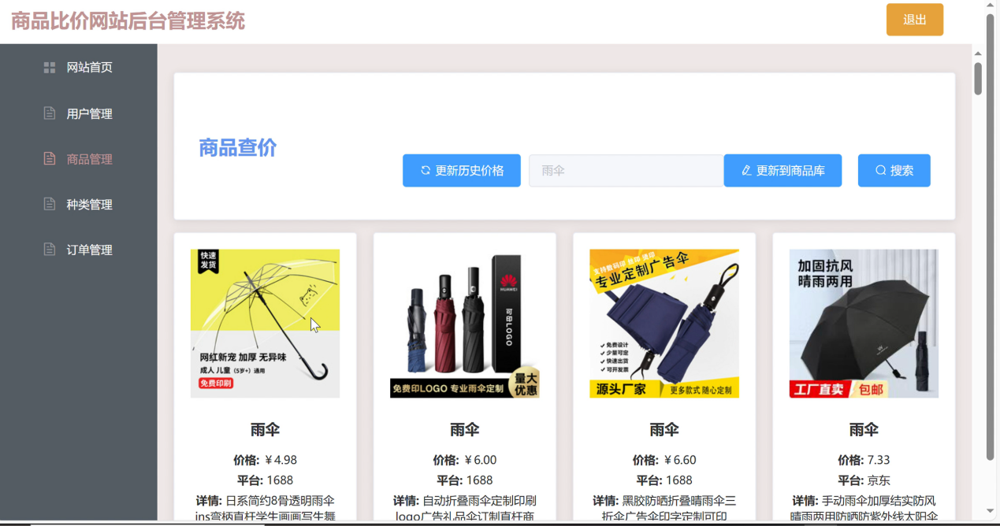 商品比价网站后台管理系统
退出
网站首页
用户管理
商品管理
种类管理
订单管理
商品查价
更新历史价格
雨伞
更新到商品库
搜索
快速
发货
网红新宠 加厚 无异味
成人 儿童（5岁+）通用
免费印刷
雨伞
价格: ￥4.98
平台: 1688
详情: 日系简约8骨透明雨伞
ins弯柄直杆学生画画写生舞
HUAWEI
可印LOGO
免费印LOGO 专业雨伞定制
量大
优惠
雨伞
价格: ￥6.00
平台: 1688
详情: 自动折叠雨伞定制印刷
logo广告礼品伞订制直杆商
专业定制广告伞
免费设计
少量可定
快速出货
可开发票
源头厂家
更多款式 随心定制
雨伞
价格: ￥6.60
平台: 1688
详情: 黑胶防晒折叠晴雨伞三
折伞广告伞印字定制可印
加固抗风
晴雨两用
工厂直卖
包邮
雨伞
价格: 7.33
平台: 京东
详情: 手动雨伞加厚结实防风
晴雨两用防晒防紫外线太阳伞